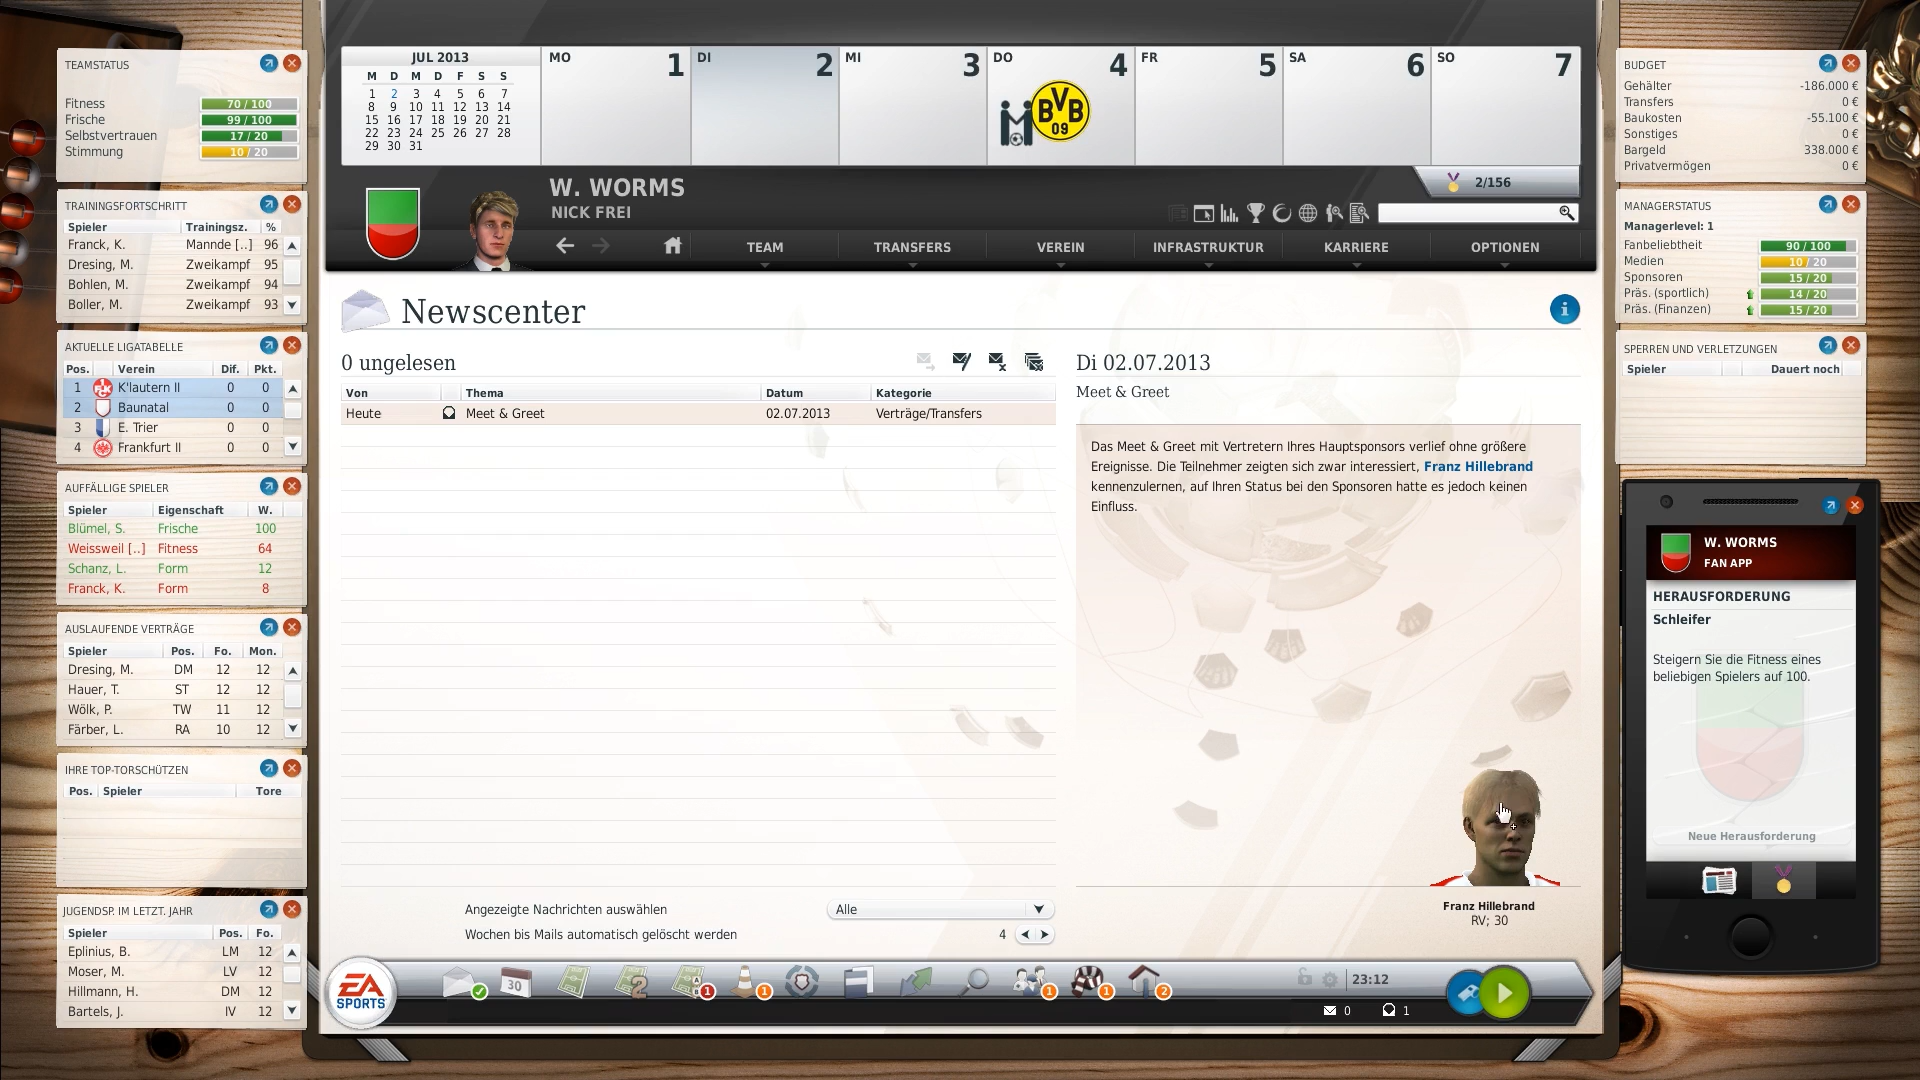 TEAMSTATUS
Fitness 70 / 100
Frische 99 / 100
Selbstvertrauen 17 / 20
Stimmung 10 / 20
TRAININGSFORTSCHRITT
Spieler Trainingsz. %
Franck, K. Mannde [..] 96
Dresing, M. Zweikampf 95
Bohlen, M. Zweikampf 94
Boller, M. Zweikampf 93
AKTUELLE LIGATABELLE
Pos. Verein Dif. Pkt.
1 K'lautern II 0 0
2 Baunatal 0 0
3 E. Trier 0 0
4 Frankfurt II 0 0
AUFFÄLLIGE SPIELER
Spieler Eigenschaft W.
Blümel, S. Frische 100
Weissweil [..] Fitness 64
Schanz, L. Form 12
Franck, K. Form 8
AUSLAUFENDE VERTRÄGE
Spieler Pos. Fo. Mon.
Dresing, M. DM 12 12
Hauer, T. ST 12 12
Wölk, P. TW 11 12
Färber, L. RA 10 12
IHRE TOP-TORSCHÜTZEN
Pos. Spieler Tore
JUGENDSP. IM LETZT. JAHR
Spieler Pos. Fo.
Eplinius, B. LM 12
Moser, M. LV 12
Hillmann, H. DM 12
Bartels, J. IV 12
JUL 2013
M D M D F S S
1 2 3 4 5 6 7
8 9 10 11 12 13 14
15 16 17 18 19 20 21
22 23 24 25 26 27 28
29 30 31
MO 1
DI 2
MI 3
DO 4
BVB 09
FR 5
SA 6
SO 7
W. WORMS
NICK FREI
2/156
TEAM TRANSFERS VEREIN INFRASTRUKTUR KARRIERE OPTIONEN
Newscenter
0 ungelesen
Von Thema Datum Kategorie
Heute Meet & Greet 02.07.2013 Verträge/Transfers
Di 02.07.2013
Meet & Greet
Das Meet & Greet mit Vertretern Ihres Hauptsponsors verlief ohne größere
Ereignisse. Die Teilnehmer zeigten sich zwar interessiert, Franz Hillebrand
kennenzulernen, auf Ihren Status bei den Sponsoren hatte es jedoch keinen
Einfluss.
Franz Hillebrand
RV; 30
Angezeigte Nachrichten auswählen Alle
Wochen bis Mails automatisch gelöscht werden 4
EA SPORTS
30
2
1
1
1
1
2
23:12
0 1
BUDGET
Gehälter -186.000 €
Transfers 0 €
Baukosten -55.100 €
Sonstiges 0 €
Bargeld 338.000 €
Privatvermögen 0 €
MANAGERSTATUS
Managerlevel: 1
Fanbeliebtheit 90 / 100
Medien 10 / 20
Sponsoren 15 / 20
Präs. (sportlich) 14 / 20
Präs. (Finanzen) 15 / 20
SPERREN UND VERLETZUNGEN
Spieler Dauert noch
W. WORMS
FAN APP
HERAUSFORDERUNG
Schleifer
Steigern Sie die Fitness eines
beliebigen Spielers auf 100.
Neue Herausforderung